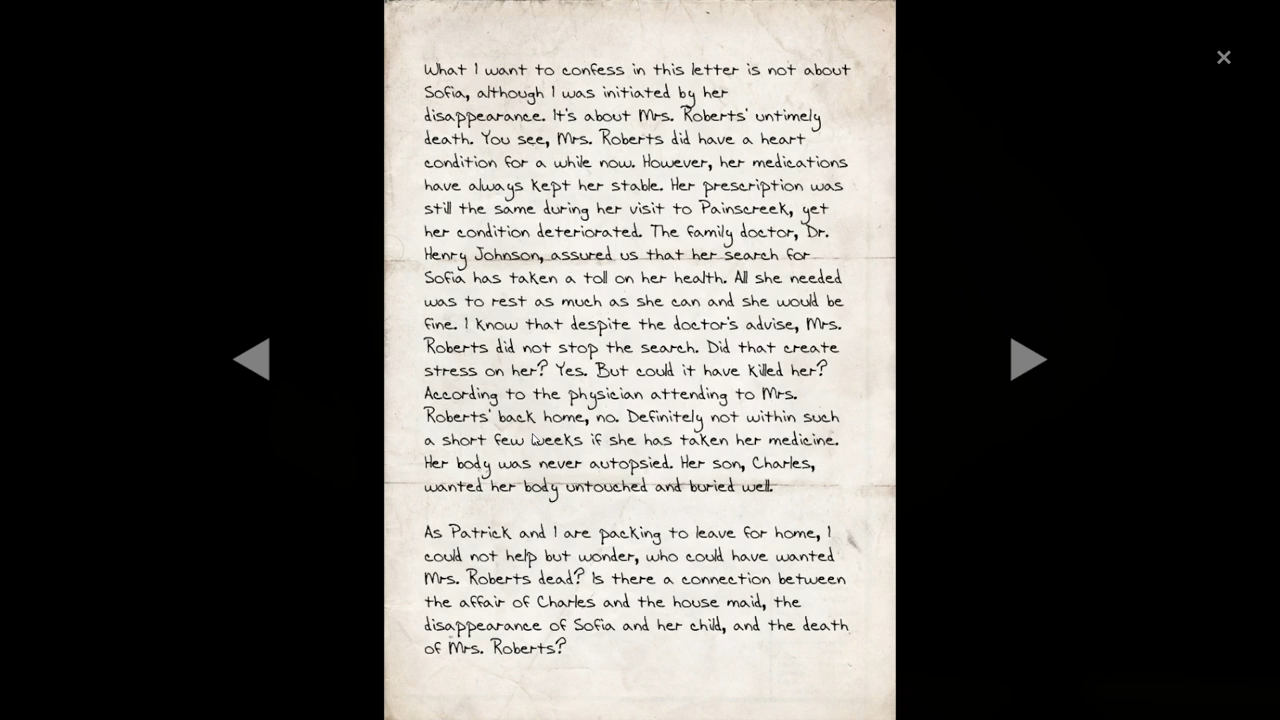 What I want to confess in this letter is not about
Sofia, although I was initiated by her
disappearance. It's about Mrs. Roberts' untimely
death. You see, Mrs. Roberts did have a heart
condition for a while now. However, her medications
have always kept her stable. Her prescription was
still the same during her visit to Painscreek, yet
her condition deteriorated. The family doctor, Dr.
Henry Johnson, assured us that her search for
Sofia has taken a toll on her health. All she needed
was to rest as much as she can and she would be
fine. I know that despite the doctor's advise, Mrs.
Roberts did not stop the search. Did that create
stress on her? Yes. But could it have killed her?
According to the physician attending to Mrs.
Roberts' back home, no. Definitely not within such
a short few weeks if she has taken her medicine.
Her body was never autopsied. Her son, Charles,
wanted her body untouched and buried well.
As Patrick and I are packing to leave for home, I
could not help but wonder, who could have wanted
Mrs. Roberts dead? Is there a connection between
the affair of Charles and the house maid, the
disappearance of Sofia and her child, and the death
of Mrs. Roberts?